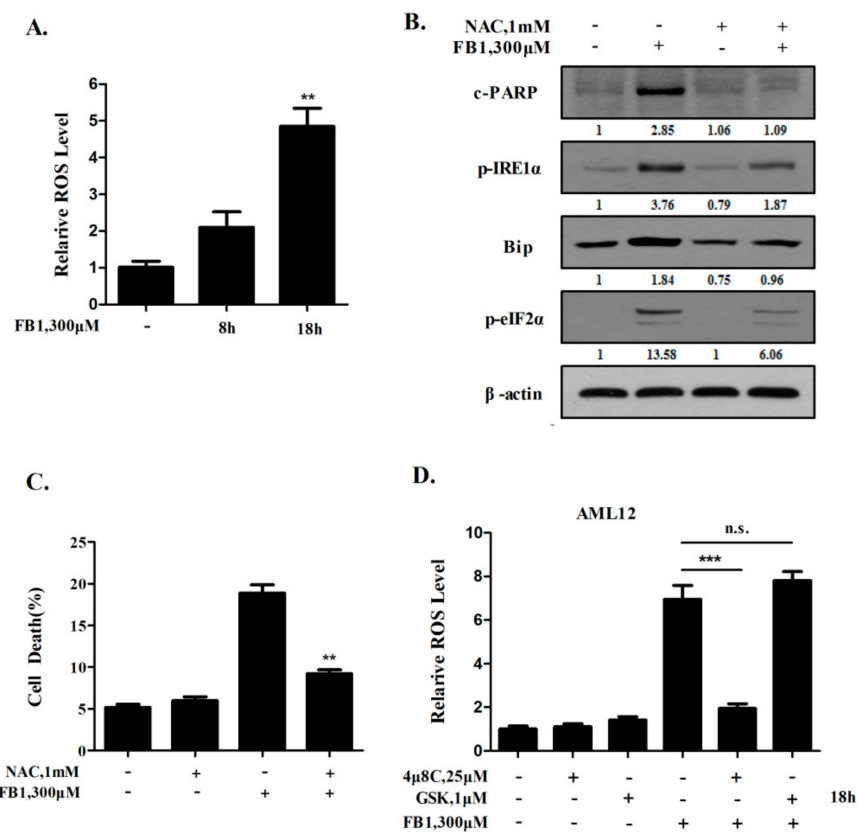 A.
Relarive ROS Level
6
5
4
3
2
1
0
**
FB1,300μM - 8h 18h
B.
NAC,1mM - - + +
FB1,300μM - + - +
c-PARP
1 2.85 1.06 1.09
p-IRE1α
1 3.76 0.79 1.87
Bip
1 1.84 0.75 0.96
p-eIF2α
1 13.58 1 6.06
β -actin
C.
Cell Death(%)
25
20
15
10
5
0
**
NAC,1mM - + - +
FB1,300μM - - + +
D.
AML12
Relarive ROS Level
10
8
6
4
2
0
n.s.
***
4μ8C,25μM - + - - + -
GSK,1μM - - + - - + 18h
FB1,300μM - - - + + +